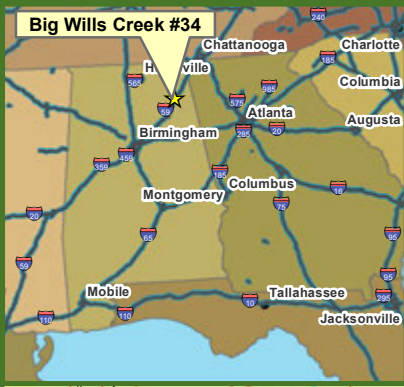 Big Wills Creek #34
240
Chattanooga
Charlotte
185
H ville
565
Columbia
985
575
59
Atlanta
Augusta
Birmingham
285
20
459
359
185
Columbus
16
Montgomery
75
20
65
95
59
95
Mobile
Tallahassee
295
10
110
110
Jacksonville